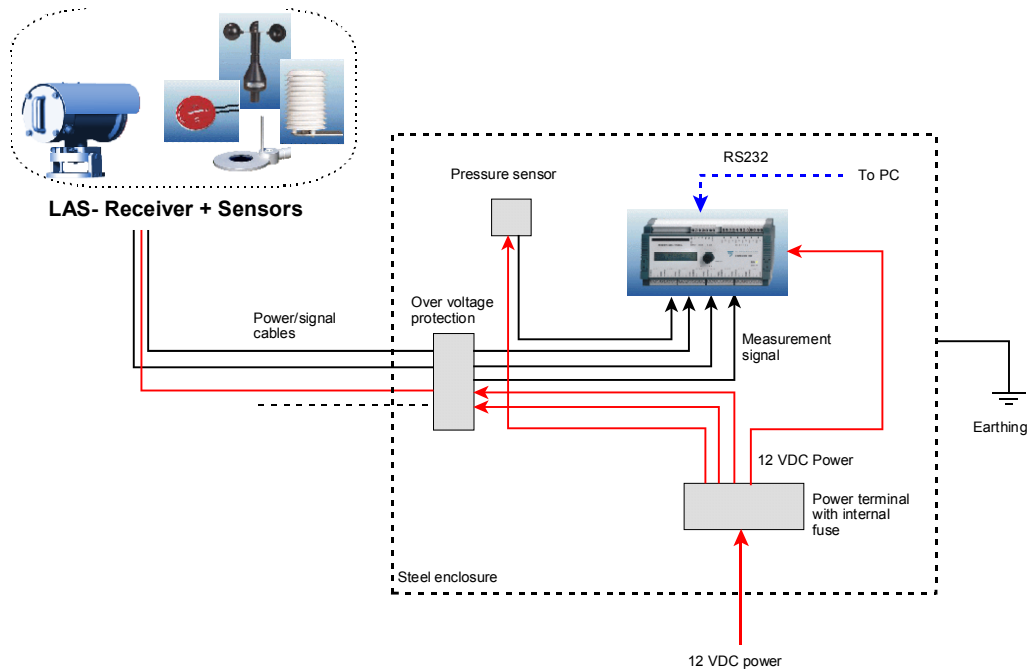 LAS- Receiver + Sensors
RS232
To PC
Pressure sensor
Over voltage
protection
Power/signal
cables
Measurement
signal
Earthing
12 VDC Power
Power terminal
with internal
fuse
Steel enclosure
12 VDC power